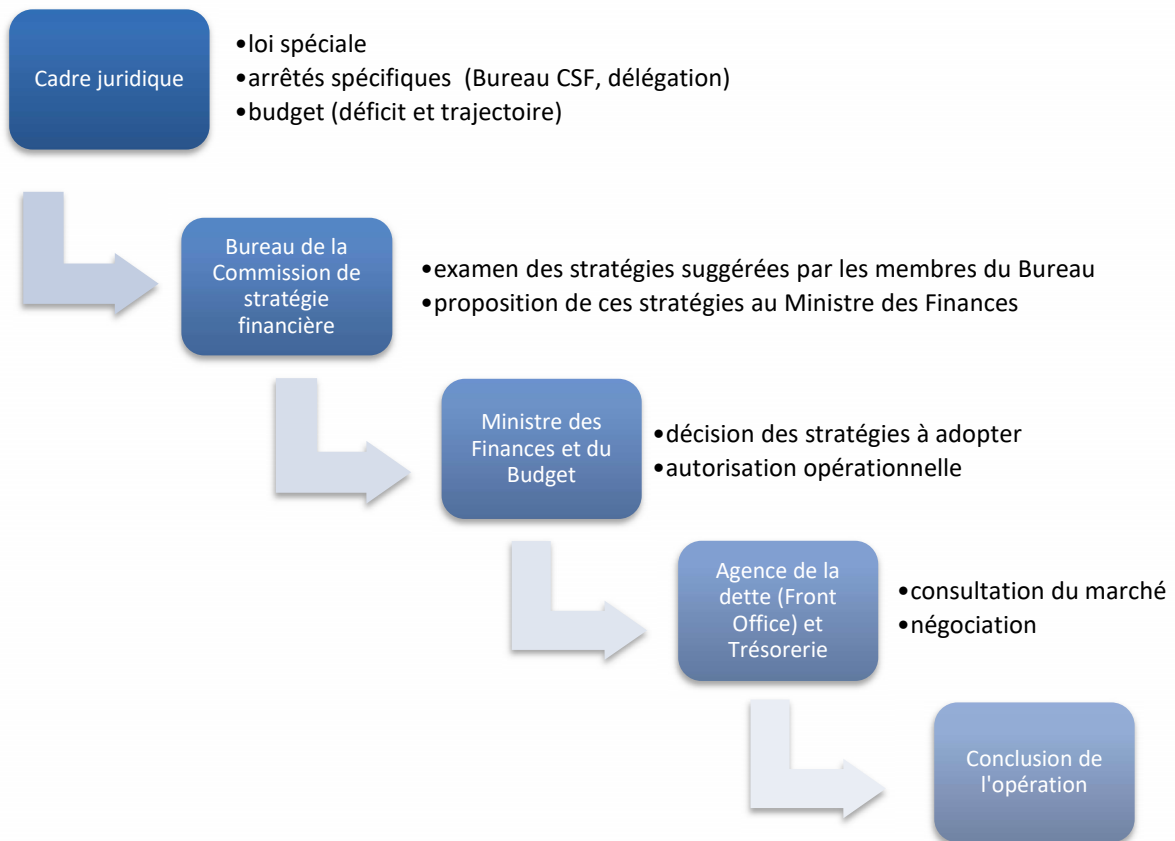 Cadre juridique
•loi spéciale
•arrêtés spécifiques (Bureau CSF, délégation)
•budget (déficit et trajectoire)
Bureau de la
Commission de
stratégie
financière
•examen des stratégies suggérées par les membres du Bureau
•proposition de ces stratégies au Ministre des Finances
Ministre des
Finances et du
Budget
•décision des stratégies à adopter
•autorisation opérationnelle
Agence de la
dette (Front
Office) et
Trésorerie
•consultation du marché
•négociation
Conclusion de
l'opération